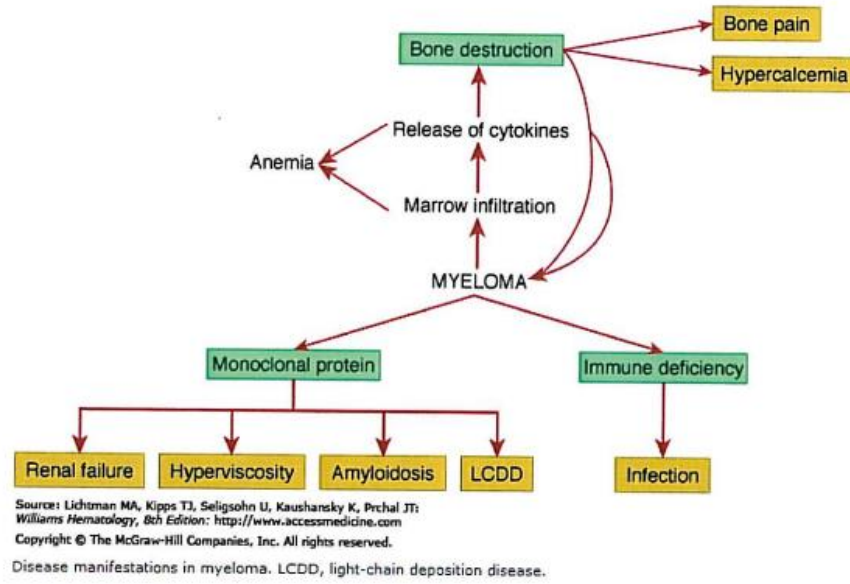 Bone pain
Bone destruction
Hypercalcemia
Release of cytokines
Anemia
Marrow infiltration
MYELOMA
Monoclonal protein
Immune deficiency
Renal failure
Hyperviscosity
Amyloidosis
LCDD
Infection
Source: Lichtman MA, Kipps TJ, Seligsohn U, Kaushansky K, Prchal JT:
Williams Hematology, 8th Edition: http://www.accessmedicine.com
Copyright © The McGraw-Hill Companies, Inc. All rights reserved.
Disease manifestations in myeloma. LCDD, light-chain deposition disease.